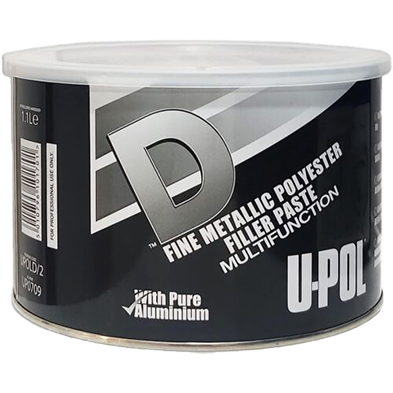 1.1Le
FOR PROFESSIONAL USE ONLY.
UPOLD/2
UP0709
D
™ FINE METALLIC POLYESTER
FILLER PASTE
MULTIFUNCTION
With Pure
Aluminium
U-POL